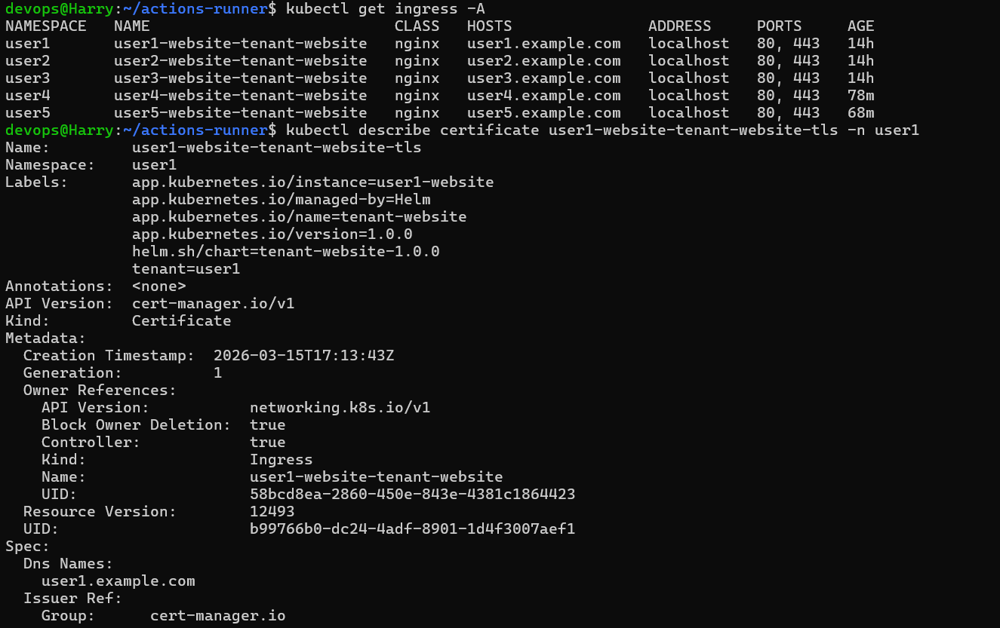 devops@Harry:~/actions-runner$ kubectl get ingress -A
NAMESPACE   NAME                           CLASS   HOSTS               ADDRESS     PORTS     AGE
user1       user1-website-tenant-website   nginx   user1.example.com   localhost   80, 443   14h
user2       user2-website-tenant-website   nginx   user2.example.com   localhost   80, 443   14h
user3       user3-website-tenant-website   nginx   user3.example.com   localhost   80, 443   14h
user4       user4-website-tenant-website   nginx   user4.example.com   localhost   80, 443   78m
user5       user5-website-tenant-website   nginx   user5.example.com   localhost   80, 443   68m
devops@Harry:~/actions-runner$ kubectl describe certificate user1-website-tenant-website-tls -n user1
Name:         user1-website-tenant-website-tls
Namespace:    user1
Labels:       app.kubernetes.io/instance=user1-website
              app.kubernetes.io/managed-by=Helm
              app.kubernetes.io/name=tenant-website
              app.kubernetes.io/version=1.0.0
              helm.sh/chart=tenant-website-1.0.0
              tenant=user1
Annotations:  <none>
API Version:  cert-manager.io/v1
Kind:         Certificate
Metadata:
  Creation Timestamp:  2026-03-15T17:13:43Z
  Generation:          1
  Owner References:
    API Version:           networking.k8s.io/v1
    Block Owner Deletion:  true
    Controller:            true
    Kind:                  Ingress
    Name:                  user1-website-tenant-website
    UID:                   58bcd8ea-2860-450e-843e-4381c1864423
  Resource Version:        12493
  UID:                     b99766b0-dc24-4adf-8901-1d4f3007aef1
Spec:
  Dns Names:
    user1.example.com
  Issuer Ref:
    Group:      cert-manager.io